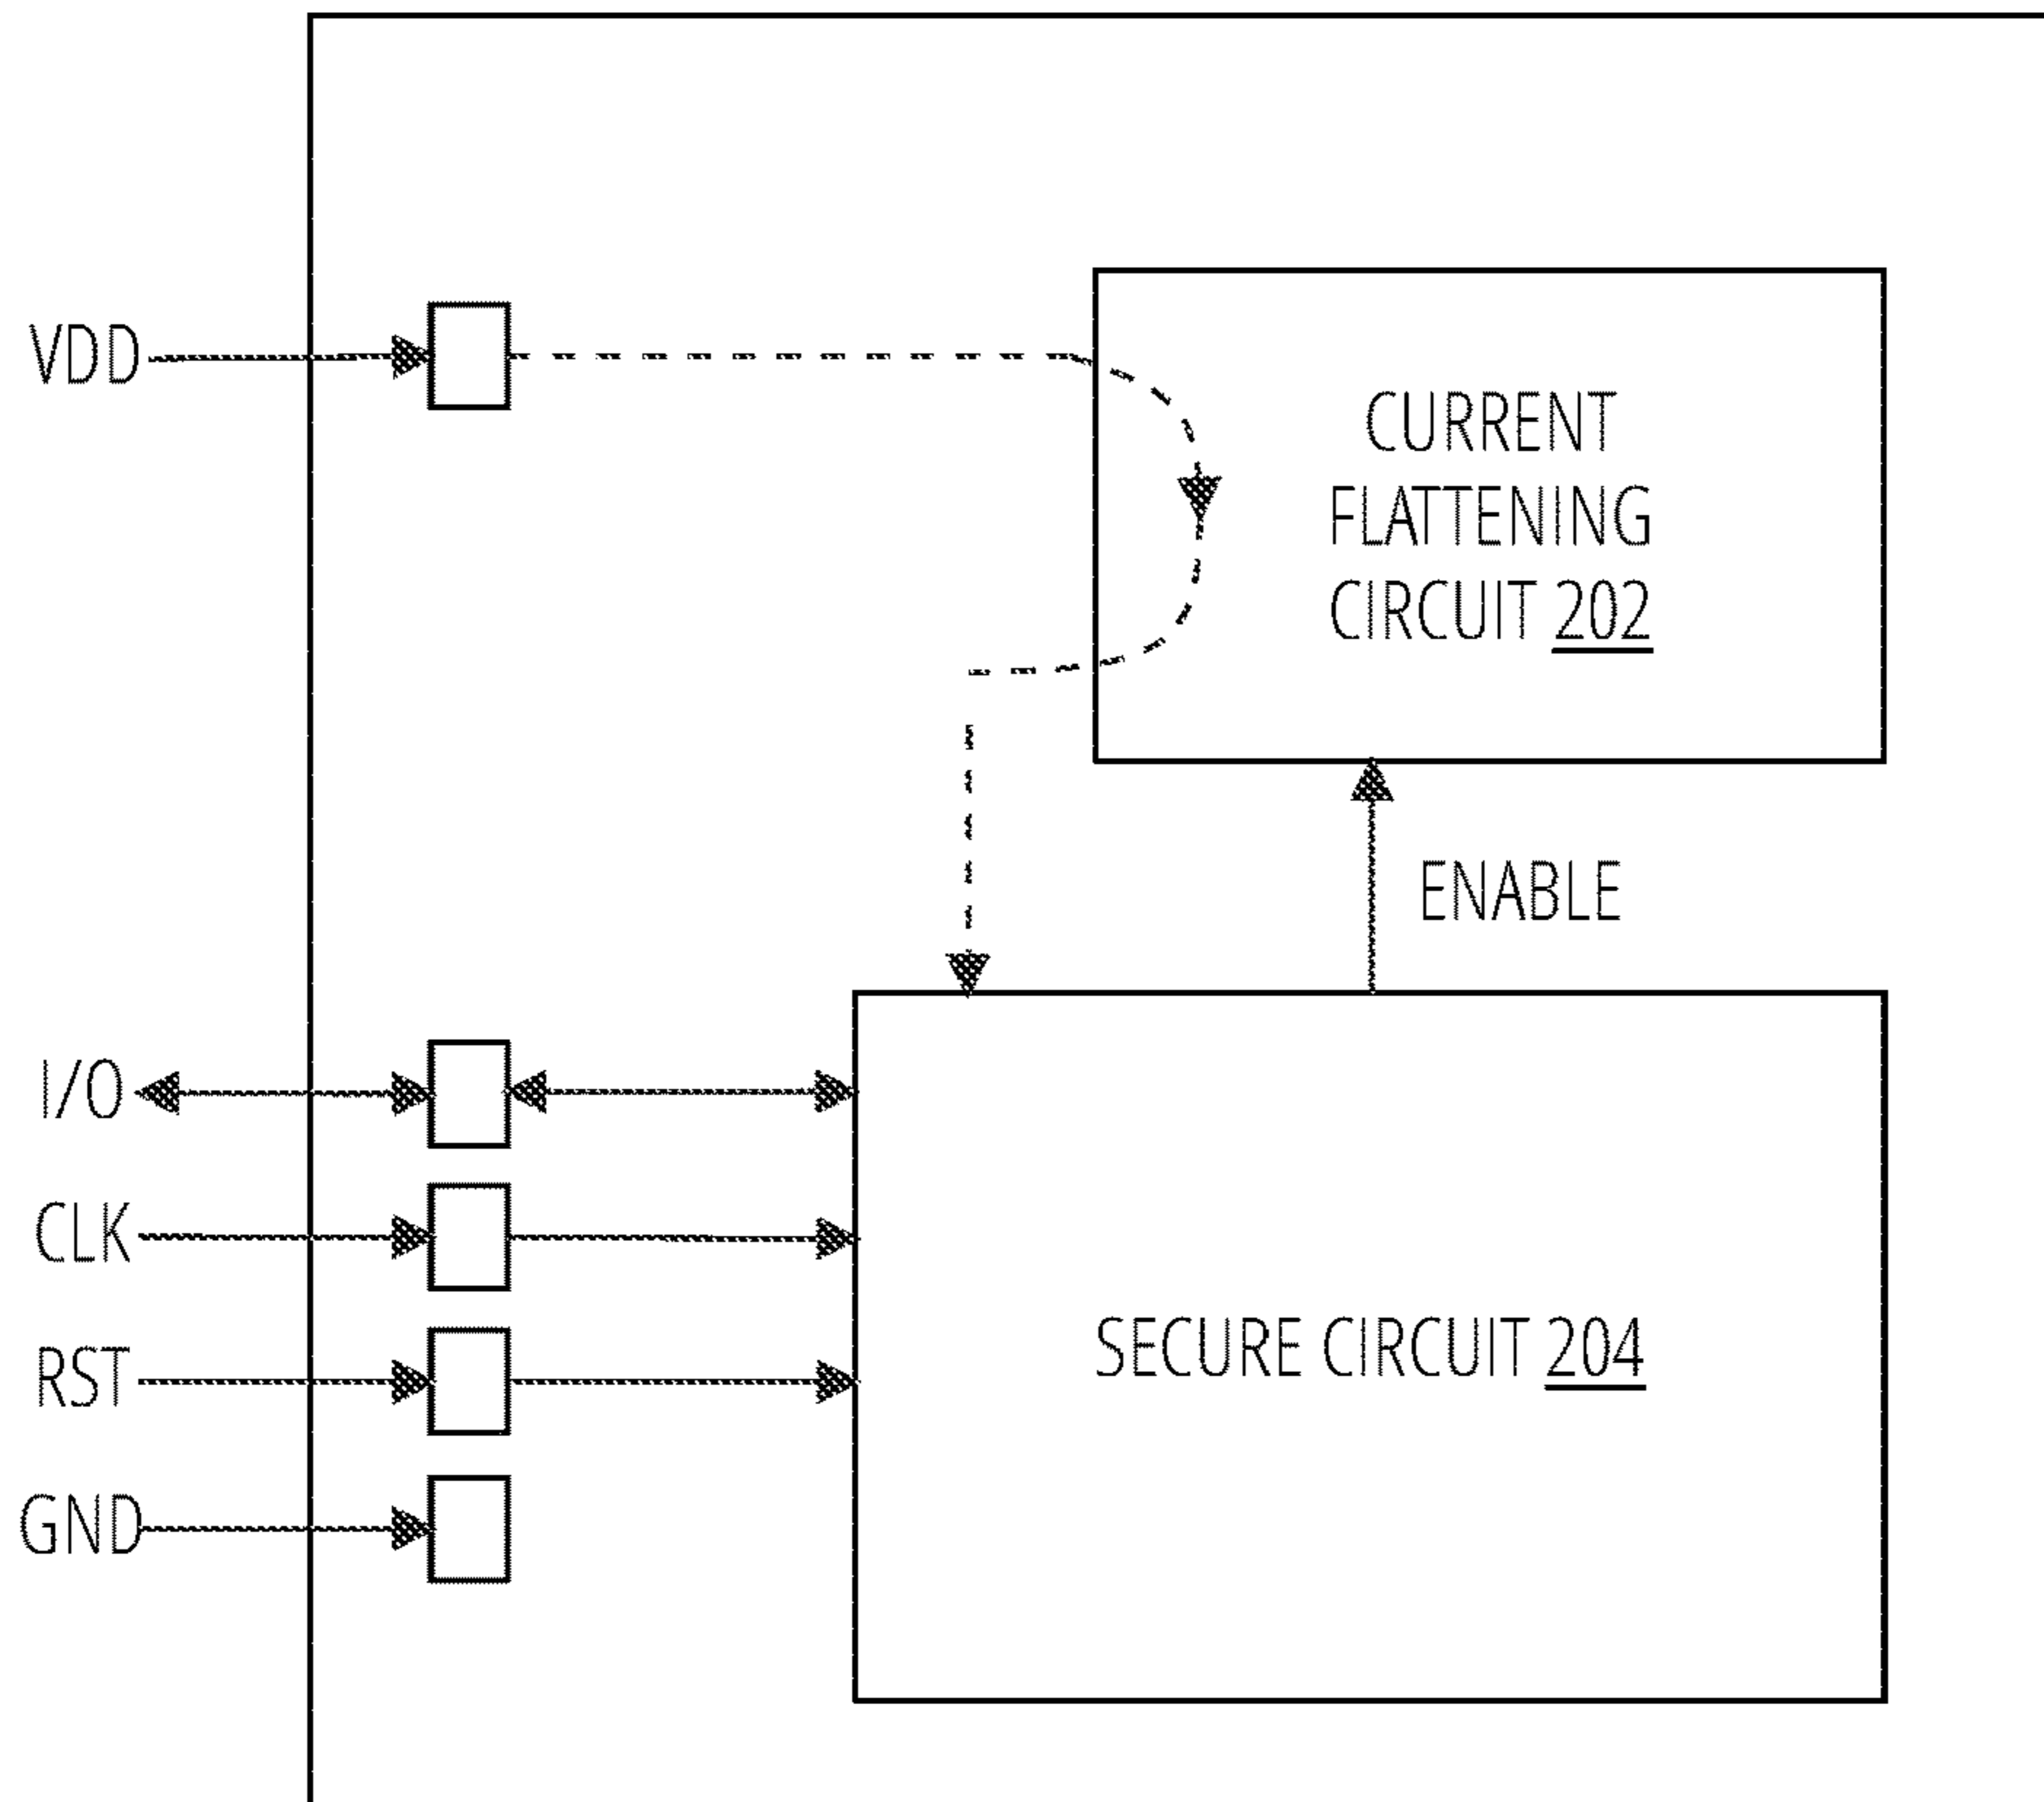 VDD
CURRENT
FLATTENING
CIRCUIT 202
ENABLE
I/O
CLK
RST
GND
SECURE CIRCUIT 204